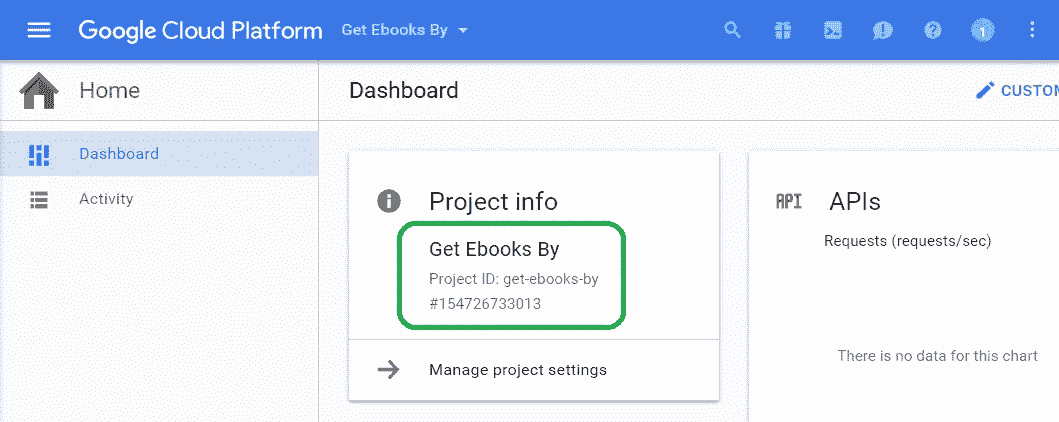 Google Cloud Platform Get Ebooks By
1
Home
Dashboard
CUSTOM
Dashboard
Activity
Project info
Get Ebooks By
Project ID: get-ebooks-by
#154726733013
Manage project settings
API APIs
Requests (requests/sec)
There is no data for this chart